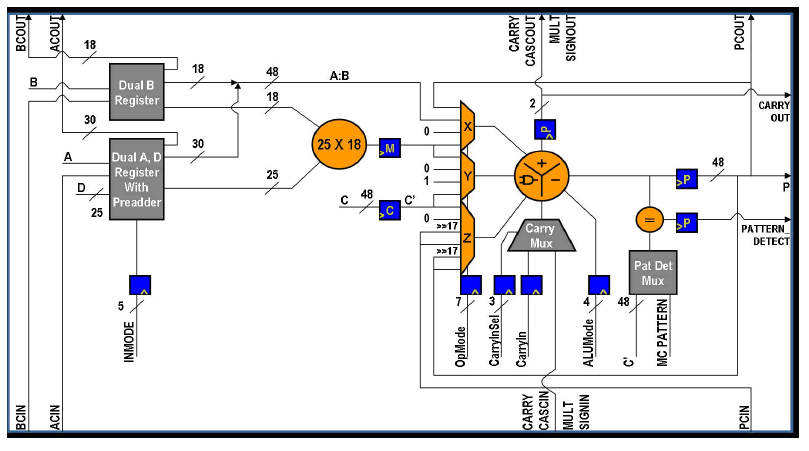 BCOUT
ACOUT
CARRY
CASCOUT
MULT
SIGNOUT
PCOUT
18
18
48
A:B
B
Dual B
Register
18
2
CARRY
OUT
P
X
0
30
Dual A, D
Register
With
Preadder
30
25 X 18
M
A
D
25
25
0
1
Y
48
P
P
C
48
C
C'
0
>>17
>>17
Z
Carry
Mux
=
P
PATTERN_
DETECT
Pat Det
Mux
5
INMODE
7
OpMode
3
CarryInSel
CarryIn
4
ALUMode
48
C'
MC PATTERN
BCIN
ACIN
CARRY
CASCIN
MULT
SIGNIN
PCIN